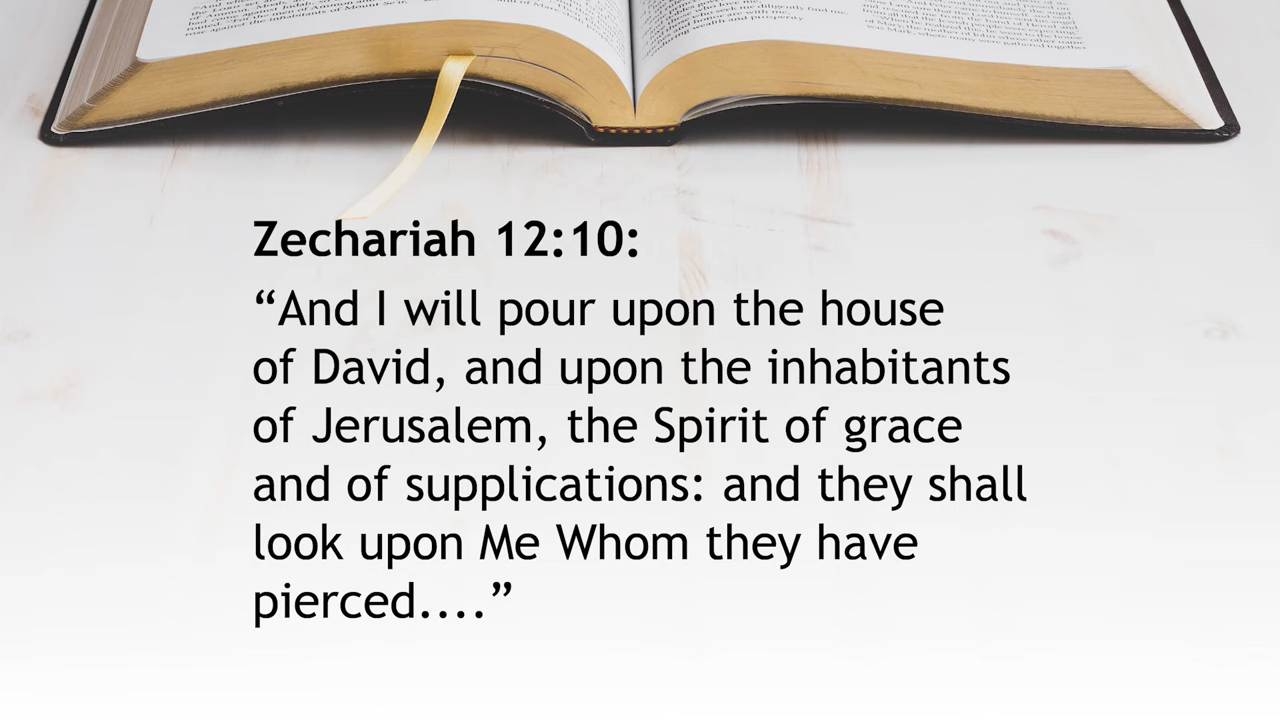 Zechariah 12:10:
“And I will pour upon the house
of David, and upon the inhabitants
of Jerusalem, the Spirit of grace
and of supplications: and they shall
look upon Me Whom they have
pierced....”